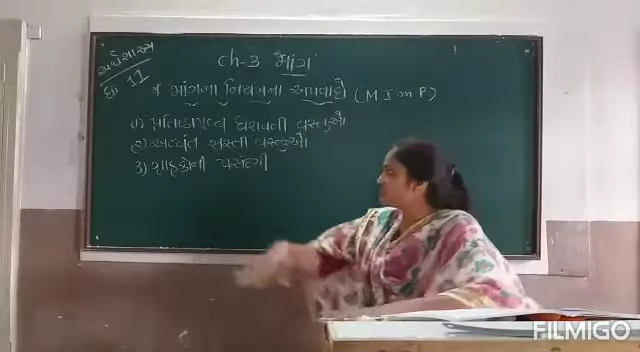 અર્થશાસ્ત્ર
ધો 11
Ch-3 માંગ
* માંગના નિયમના અપવાદો (M I m P)
1) પ્રતિષ્ઠામૂલ્ય ધરાવતી વસ્તુઓ
2) અત્યંત સસ્તી વસ્તુઓ
3) ગ્રાહકોની પસંદગી
FILMIGO